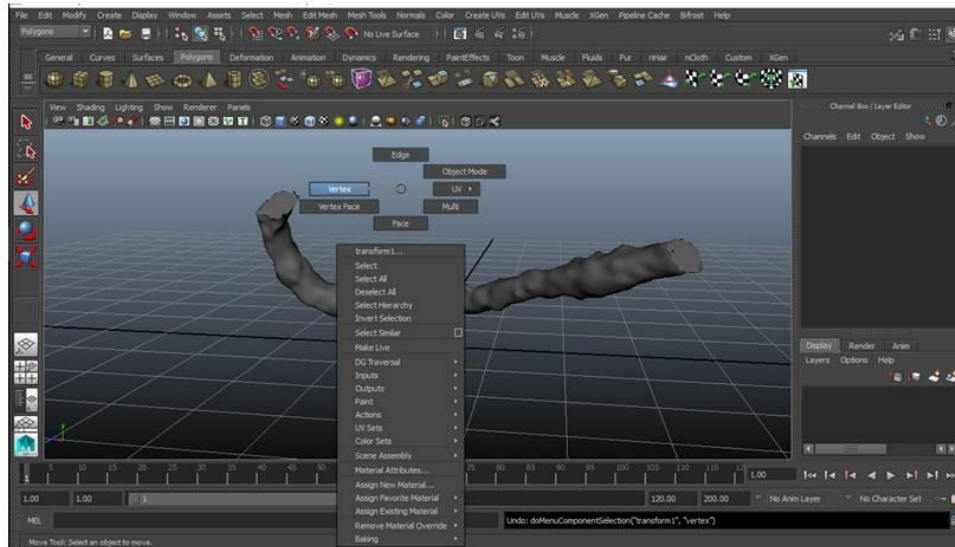 File Edit Modify Create Display Window Assets Select Mesh Edit Mesh Mesh Tools Normals Color Create UVs Edit UVs Muscle XGen Pipeline Cache Bifrost Help
Polygons No Live Surface
General Curves Surfaces Polygons Deformation Animation Dynamics Rendering PaintEffects Toon Muscle Fluids Fur nHair nCloth Custom XGen
View Shading Lighting Show Renderer Panels
Channel Box / Layer Editor
Channels Edit Object Show
Edge
Object Mode
Vertex UV
Vertex Face Multi
Face
transform1...
Select
Select All
Deselect All
Select Hierarchy
Invert Selection
Select Similar
Make Live
DG Traversal
Inputs
Outputs
Paint
Actions
UV Sets
Color Sets
Scene Assembly
Material Attributes...
Assign New Material...
Assign Favorite Material
Assign Existing Material
Remove Material Override
Baking
Display Render Anim
Layers Options Help
1 5 10 15 20 25 30 35 40 45 50 75 80 85 90 95 100 105 110 115 1.00
1.00 1.00 1 120.00 200.00 No Anim Layer No Character Set
MEL Undo: doMenuComponentSelection("transform1", "vertex")
Move Tool: Select an object to move.